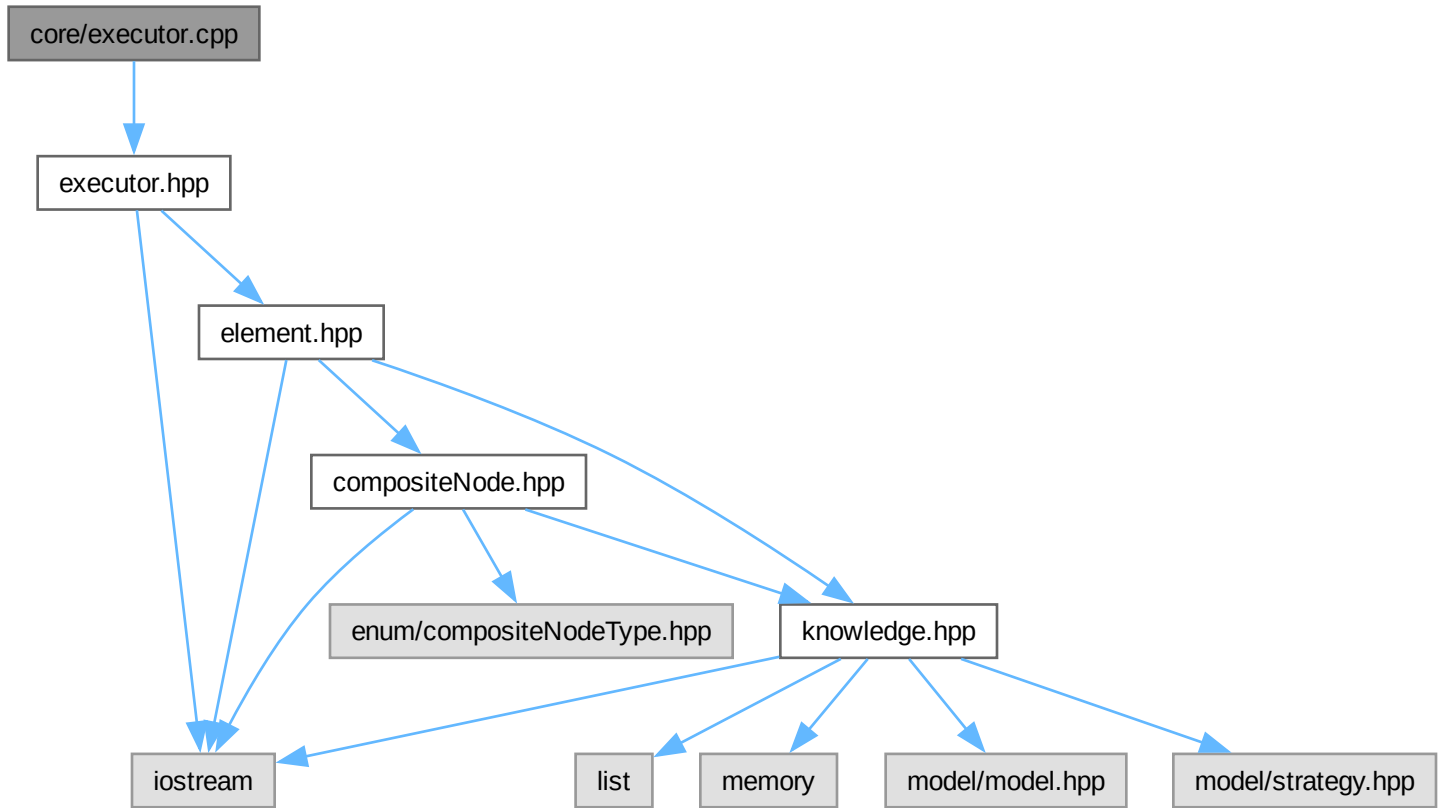 core/executor.cpp
executor.hpp
element.hpp
compositeNode.hpp
enum/compositeNodeType.hpp
knowledge.hpp
iostream
list
memory
model/model.hpp
model/strategy.hpp